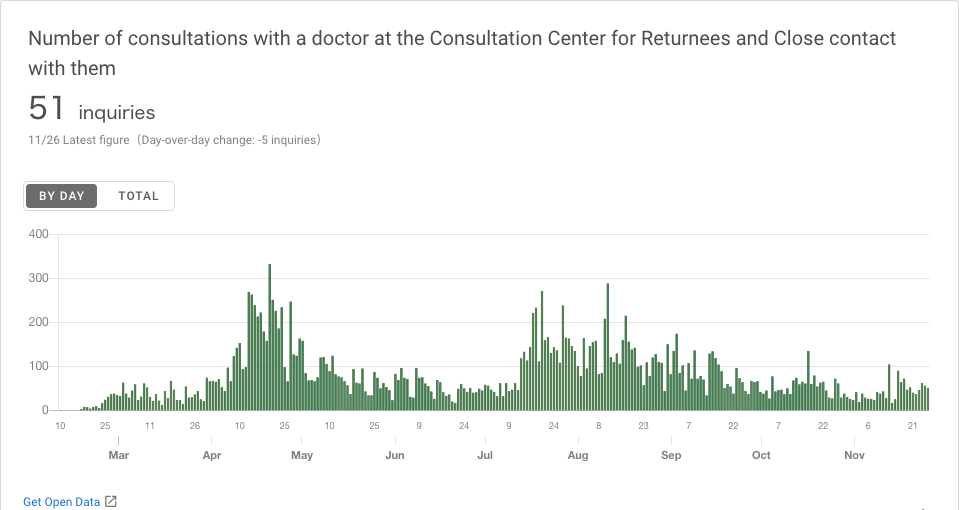 Number of consultations with a doctor at the Consultation Center for Returnees and Close contact
with them
51 inquiries
11/26 Latest figure (Day-over-day change: -5 inquiries)
BY DAY TOTAL
400
300
200
100
0
10 25 11 26 10 25 10 25 9 24 9 24 8 23 7 22 7 22 6 21
Mar Apr May Jun Jul Aug Sep Oct Nov
Get Open Data